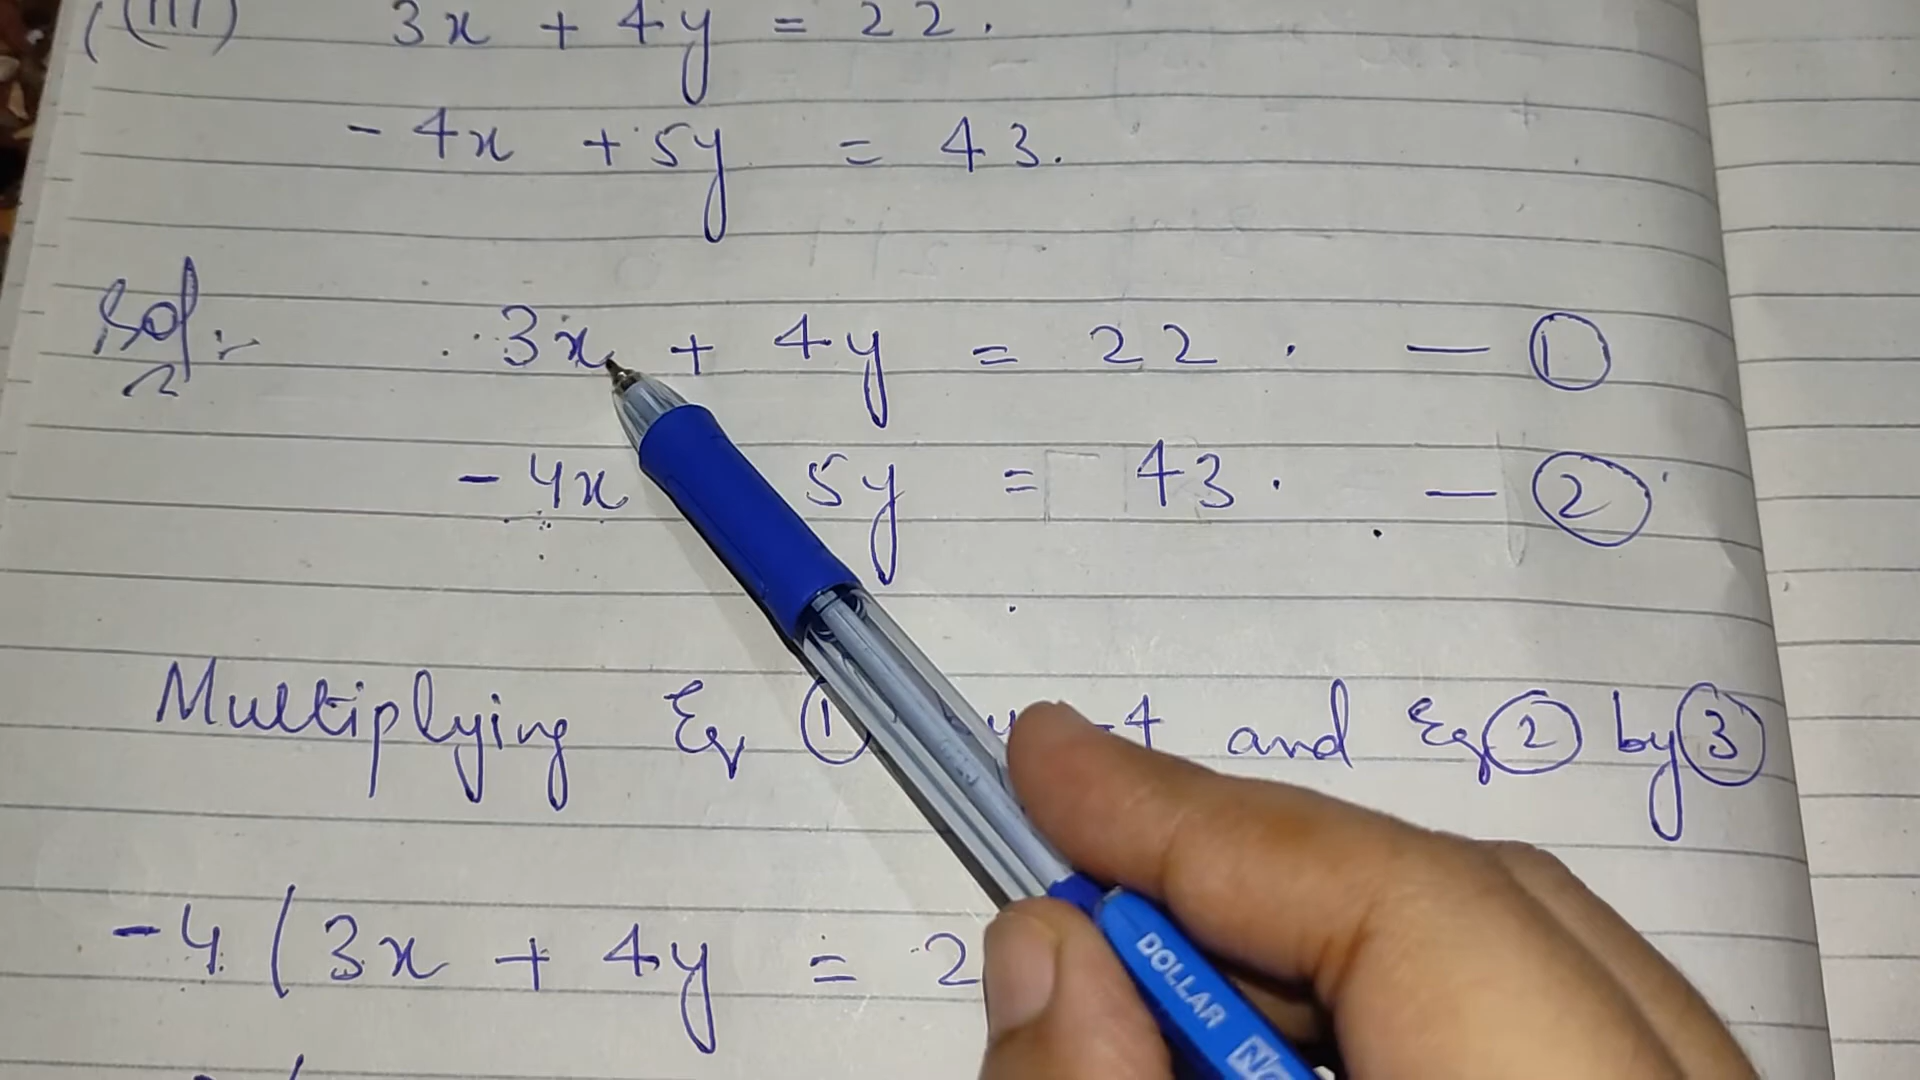 (iii) 3x + 4y = 22.
-4x + 5y = 43.
Sol:- 3x + 4y = 22. — ①
-4x 5y = 43. — ②
Multiplying Eq ① -4 and Eq ② by ③
-4 ( 3x + 4y = 2
DOLLAR